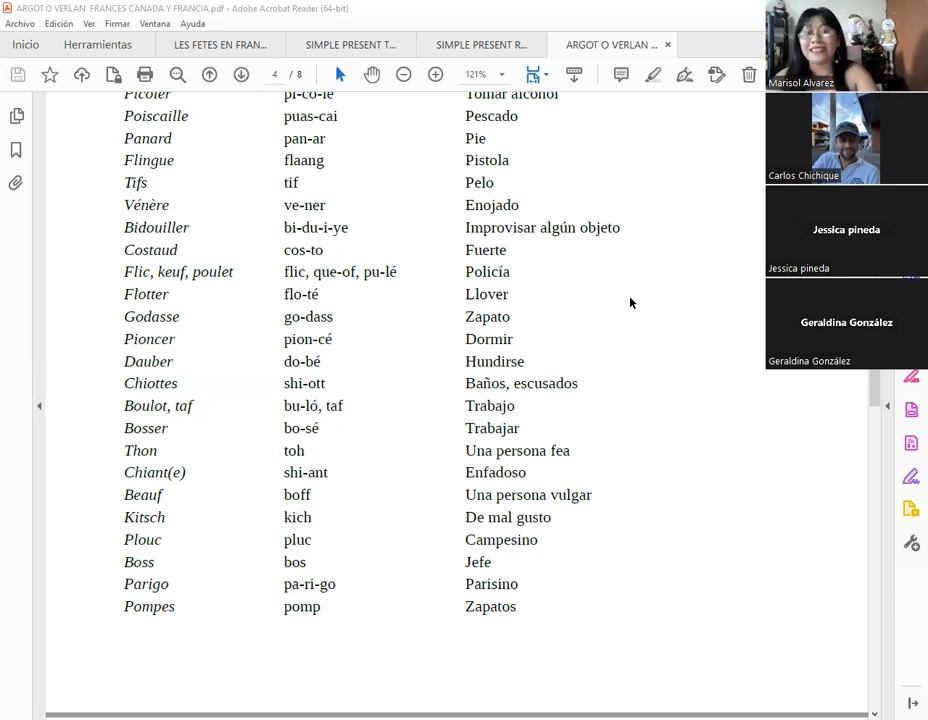 ARGOT O VERLAN  FRANCES CANADA Y FRANCIA.pdf - Adobe Acrobat Reader (64-bit)
Archivo Edición Ver Firmar Ventana Ayuda
Inicio Herramientas LES FETES EN FRAN... SIMPLE PRESENT T... SIMPLE PRESENT R... ARGOT O VERLAN ... ×
4 / 8 121%
Picoler pi-co-lé Tomar alcohol
Poiscaille puas-cai Pescado
Panard pan-ar Pie
Flingue flaang Pistola
Tifs tif Pelo
Vénère ve-ner Enojado
Bidouiller bi-du-i-ye Improvisar algún objeto
Costaud cos-to Fuerte
Flic, keuf, poulet flic, que-of, pu-lé Policía
Flotter flo-té Llover
Godasse go-dass Zapato
Pioncer pion-cé Dormir
Dauber do-bé Hundirse
Chiottes shi-ott Baños, escusados
Boulot, taf bu-ló, taf Trabajo
Bosser bo-sé Trabajar
Thon toh Una persona fea
Chiant(e) shi-ant Enfadoso
Beauf boff Una persona vulgar
Kitsch kich De mal gusto
Plouc pluc Campesino
Boss bos Jefe
Parigo pa-ri-go Parisino
Pompes pomp Zapatos
Marisol Alvarez
Carlos Chichique
Jessica pineda
Jessica pineda
Geraldina González
Geraldina González